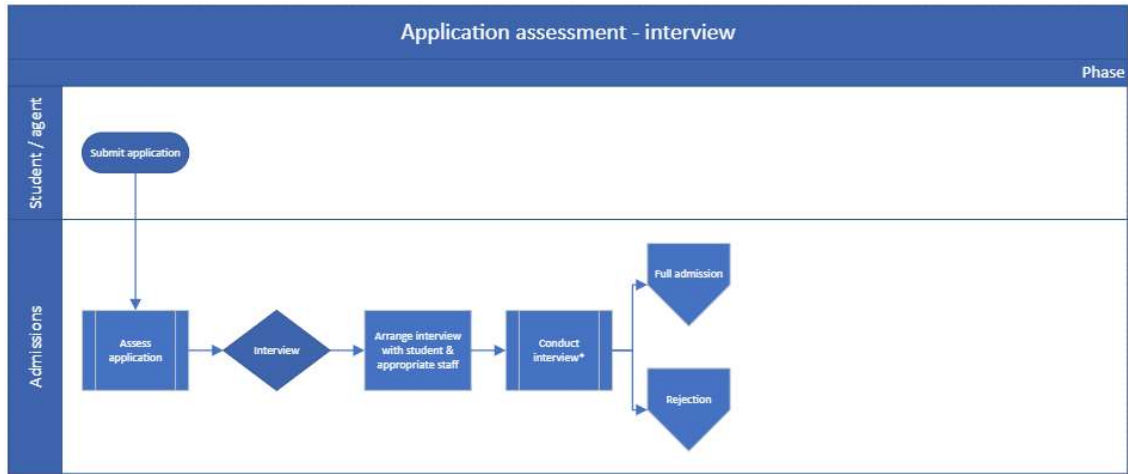 Application assessment - interview
Phase
Student / agent
Submit application
Admissions
Assess
application
Interview
Arrange interview
with student &
appropriate staff
Conduct
interview*
Full admission
Rejection